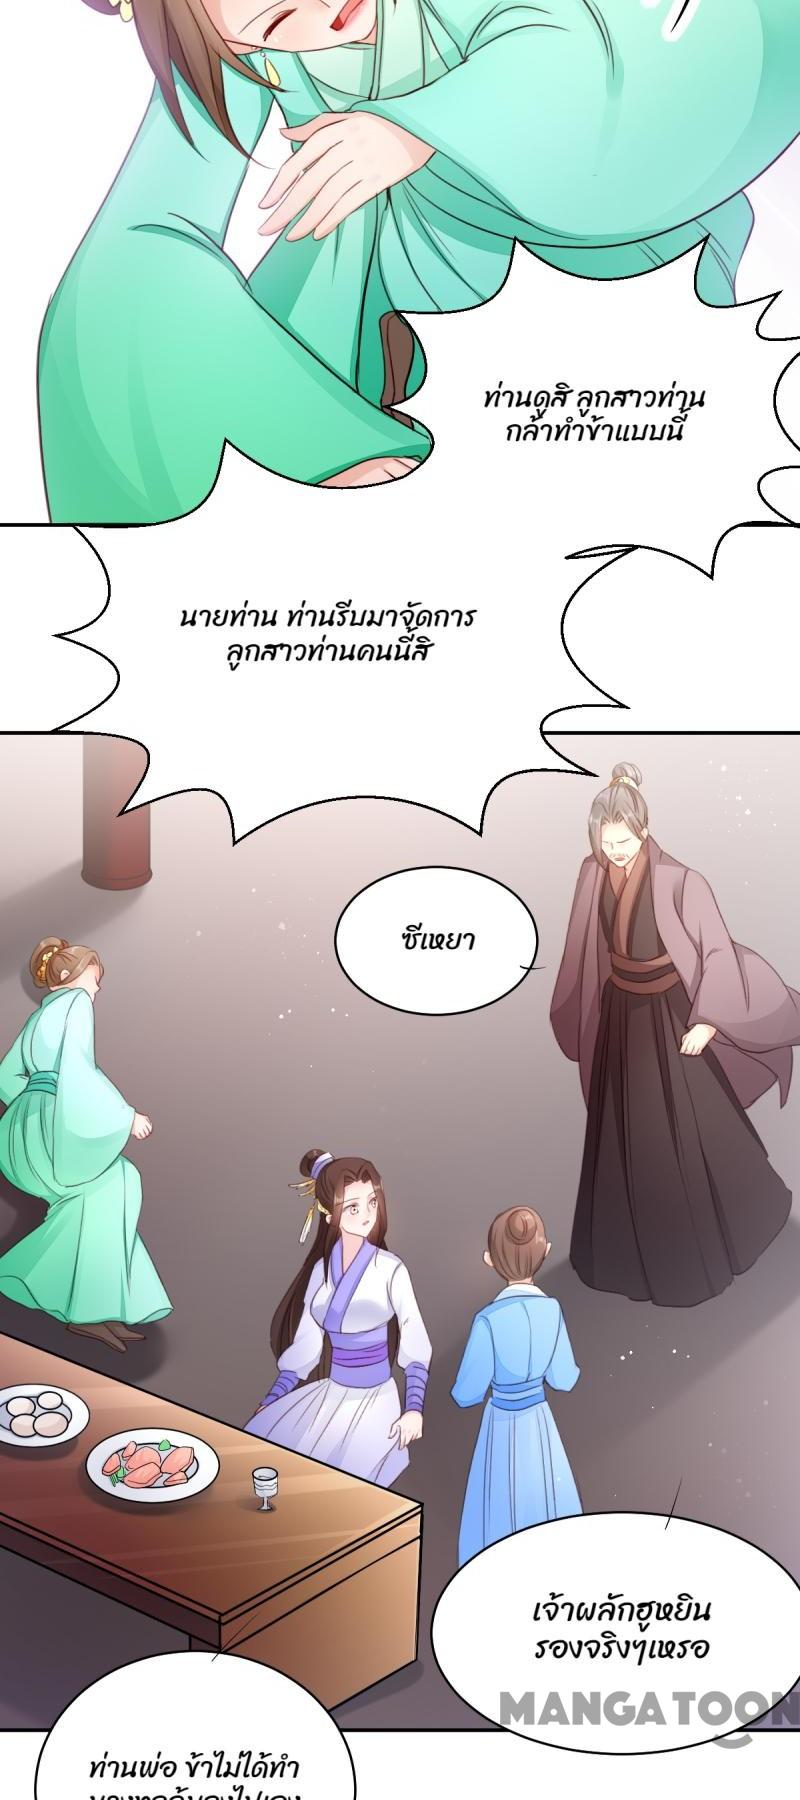 ท่านดูสิ ลูกสาวท่าน
กล้าทำข้าแบบนี้
นายท่าน ท่านรีบมาจัดการ
ลูกสาวท่านคนนี้สิ
ซีเหยา
เจ้าผลักฮูหยิน
รองจริงๆเหรอ
MANGATOON
ท่านพ่อ ข้าไม่ได้ทำ